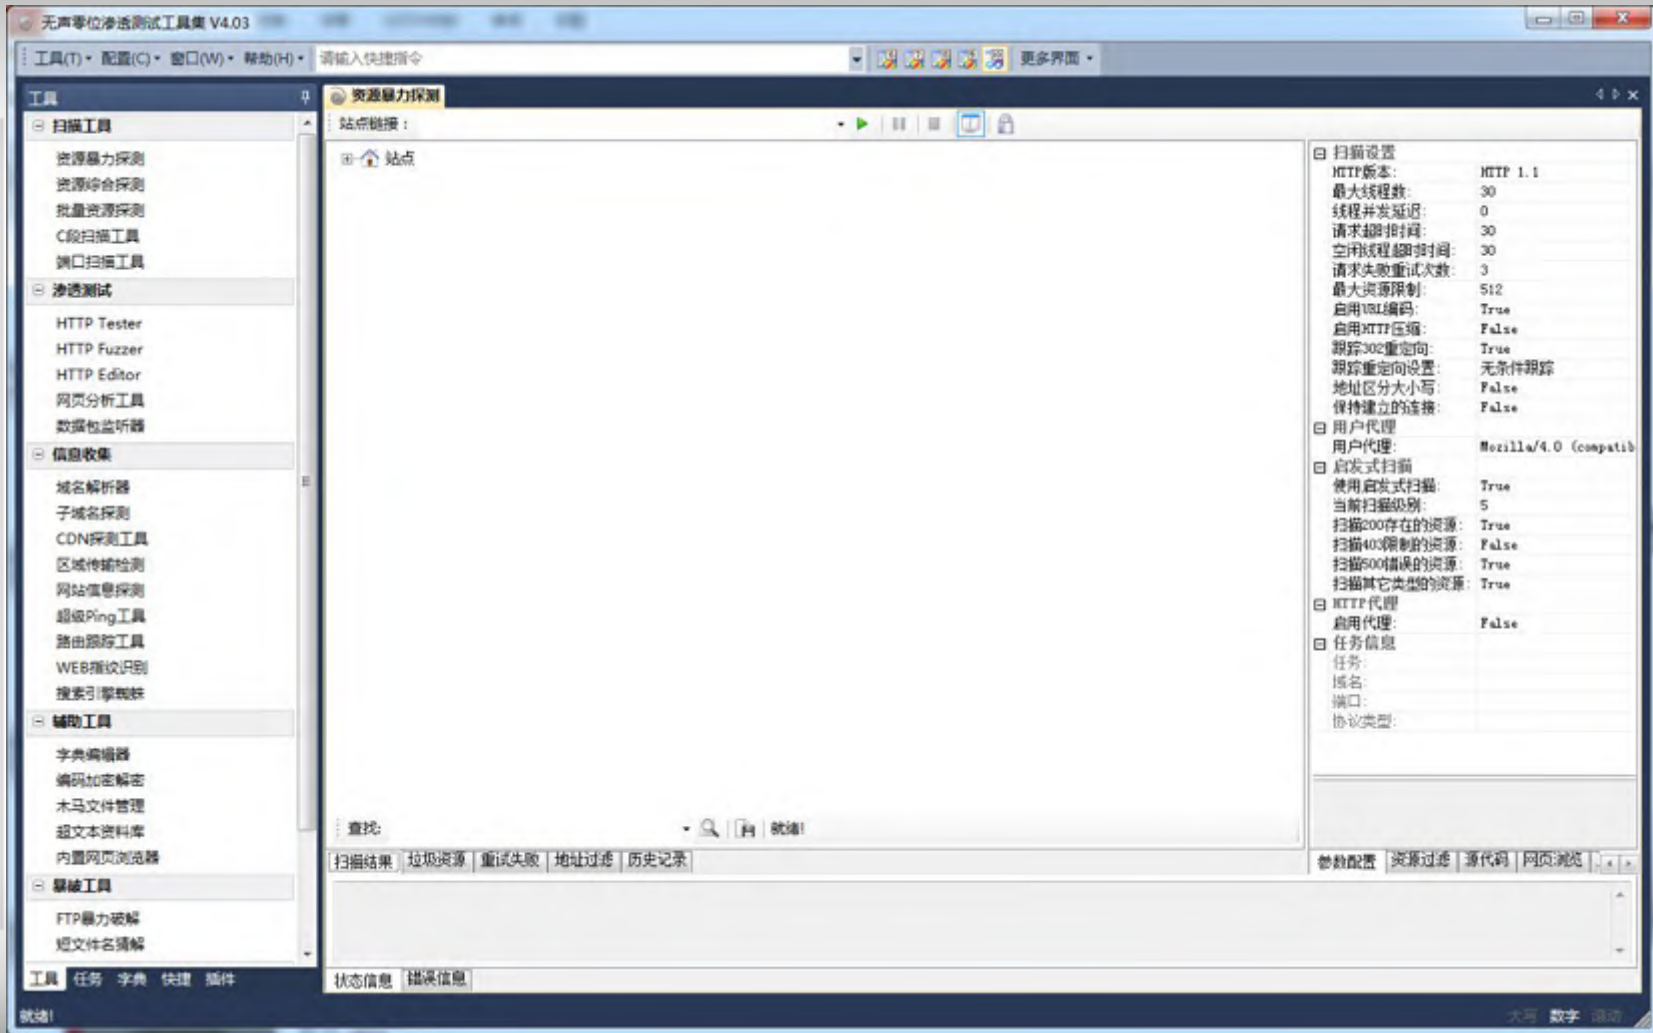 无声零位渗透测试工具集 V4.03
工具(T) 配置(C) 窗口(W) 帮助(H) 请输入快捷指令 更多界面
工具
扫描工具
资源暴力探测
资源综合探测
批量资源探测
C段扫描工具
端口扫描工具
渗透测试
HTTP Tester
HTTP Fuzzer
HTTP Editor
网页分析工具
数据包监听器
信息收集
域名解析器
子域名探测
CDN探测工具
区域传输检测
网站信息探测
超级Ping工具
路由跟踪工具
WEB指纹识别
搜索引擎蜘蛛
辅助工具
字典编辑器
编码加密解密
木马文件管理
超文本资料库
内置网页浏览器
暴破工具
FTP暴力破解
短文件名猜解
工具 任务 字典 快捷 插件
资源暴力探测
站点链接：
站点
查找: 就绪!
扫描结果 垃圾资源 重试失败 地址过滤 历史记录
状态信息 错误信息
扫描设置
HTTP版本: HTTP 1.1
最大线程数: 30
线程并发延迟: 0
请求超时时间: 30
空闲线程超时时间: 30
请求失败重试次数: 3
最大资源限制: 512
启用URL编码: True
启用HTTP压缩: False
跟踪302重定向: True
跟踪重定向设置: 无条件跟踪
地址区分大小写: False
保持建立的连接: False
用户代理
用户代理: Mozilla/4.0 (compatib
启发式扫描
使用启发式扫描: True
当前扫描级别: 5
扫描200存在的资源: True
扫描403限制的资源: False
扫描500错误的资源: True
扫描其它类型的资源: True
HTTP代理
启用代理: False
任务信息
任务:
域名:
端口:
协议类型:
参数配置 资源过滤 源代码 网页浏览
就绪! 大写 数字 滚动